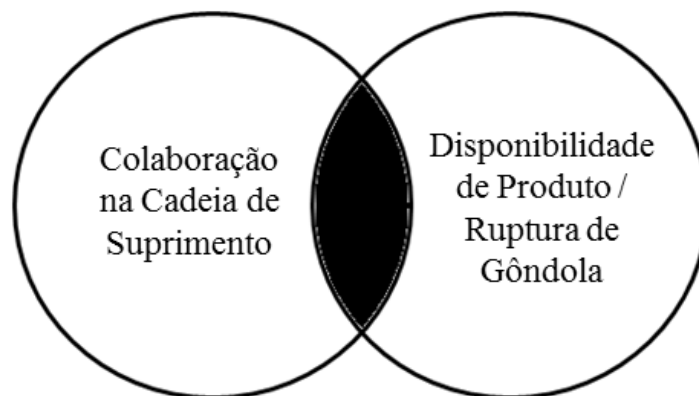 Colaboração
na Cadeia de
Suprimento
Disponibilidade
de Produto /
Ruptura de
Gôndola